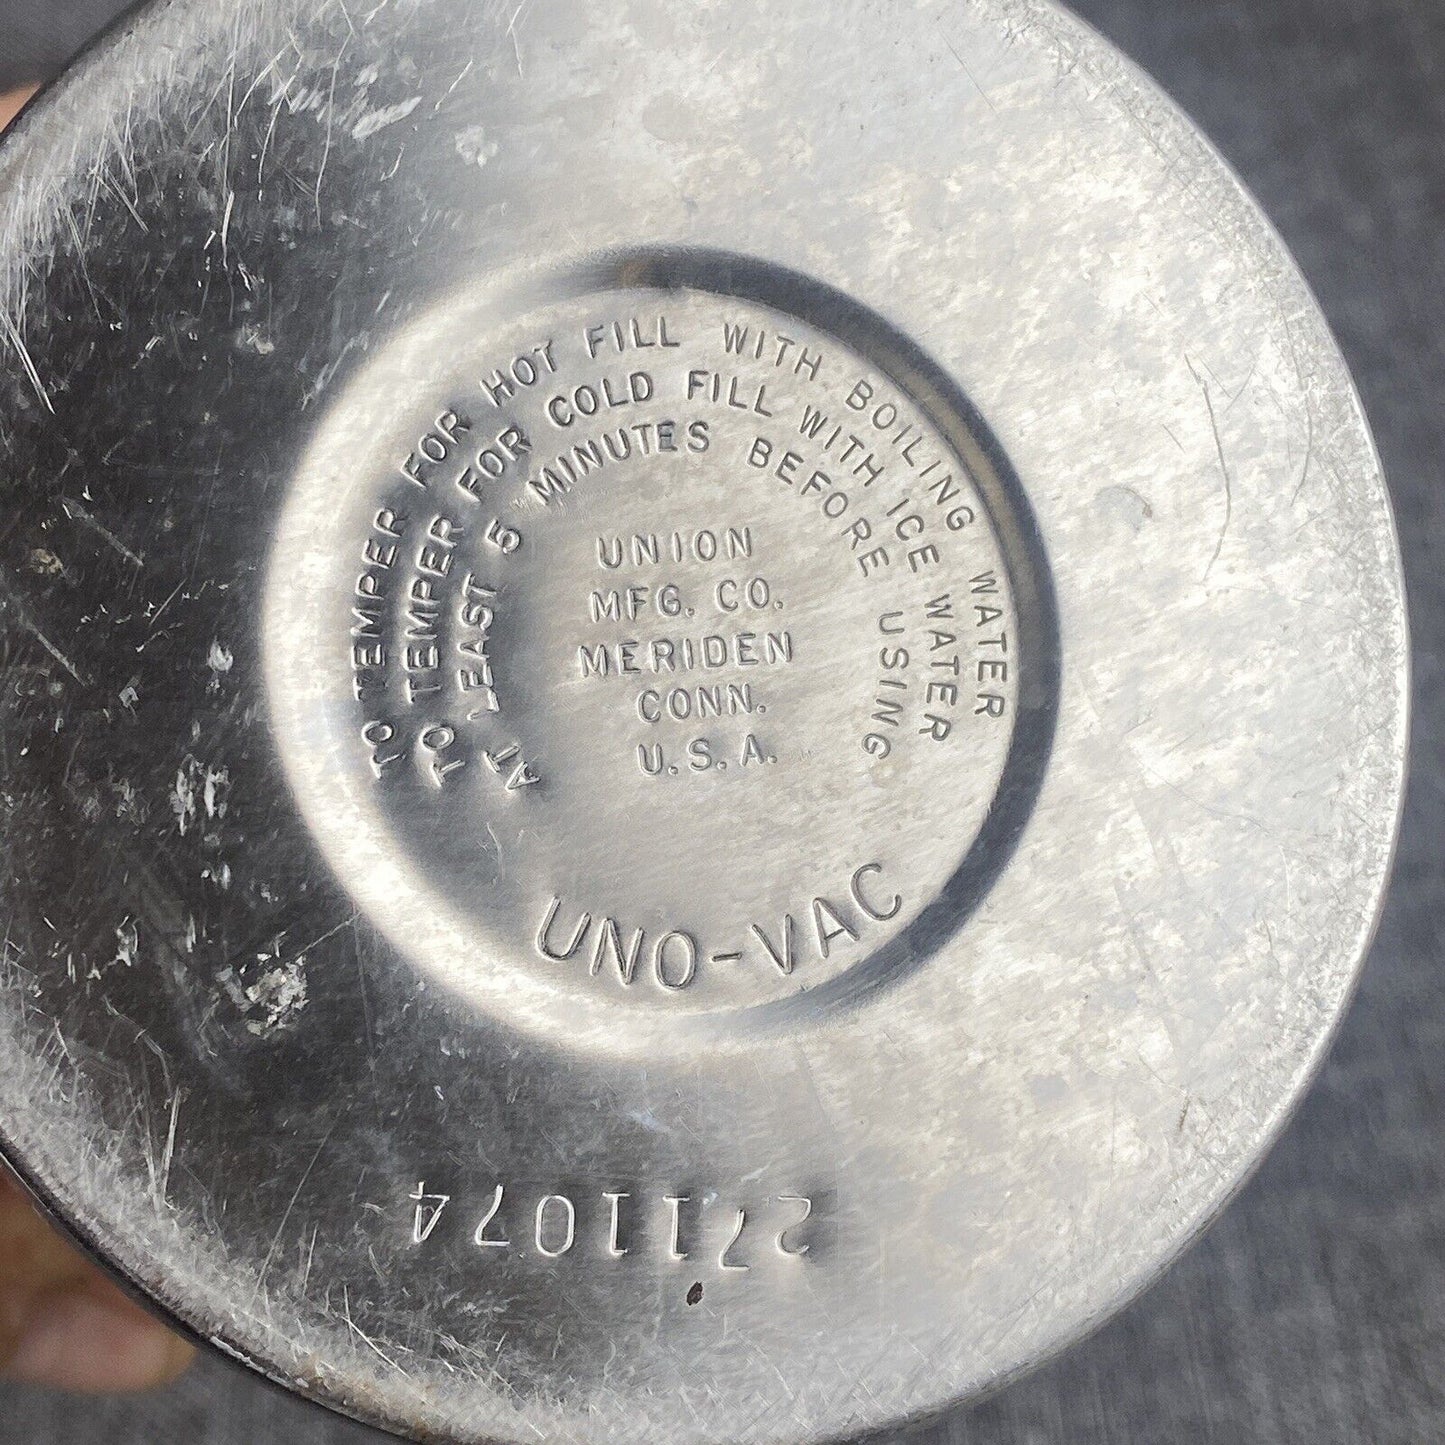 TO TEMPER FOR HOT FILL WITH BOILING WATER
TO TEMPER FOR COLD FILL WITH ICE WATER
AT LEAST 5 MINUTES BEFORE USING
UNION
MFG. CO.
MERIDEN
CONN.
U.S.A.
UNO-VAC
2711074